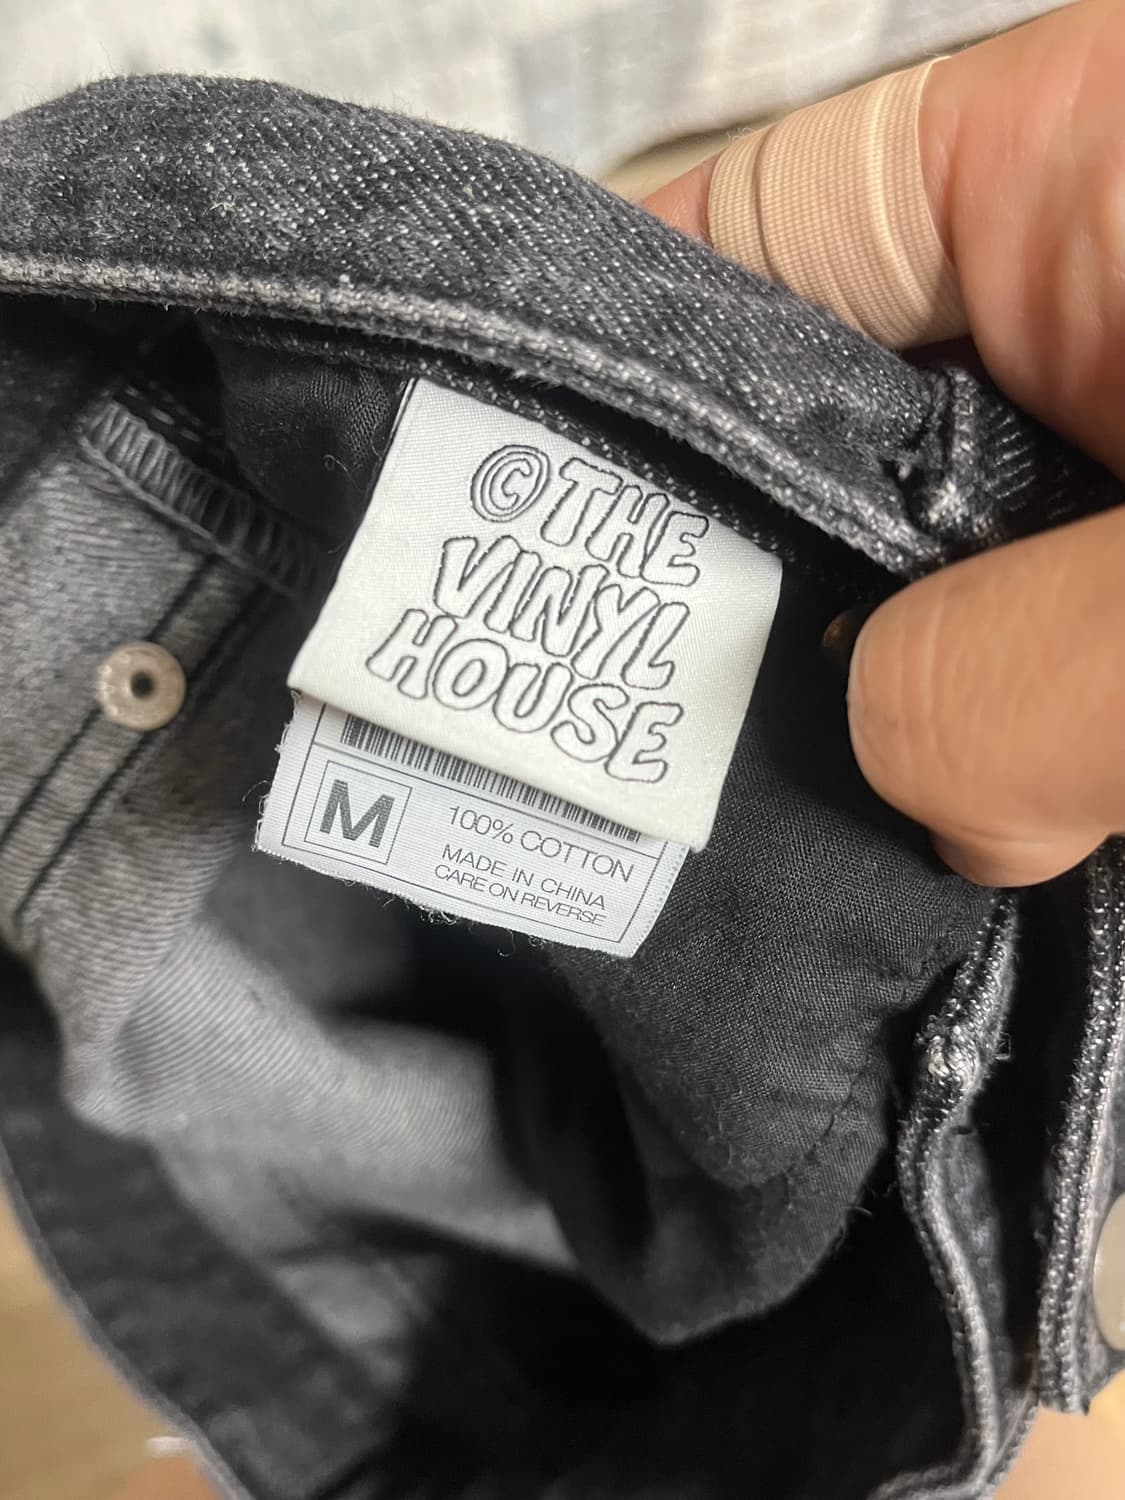 © THE
VINYL
HOUSE
M
100% COTTON
MADE IN CHINA
CARE ON REVERSE